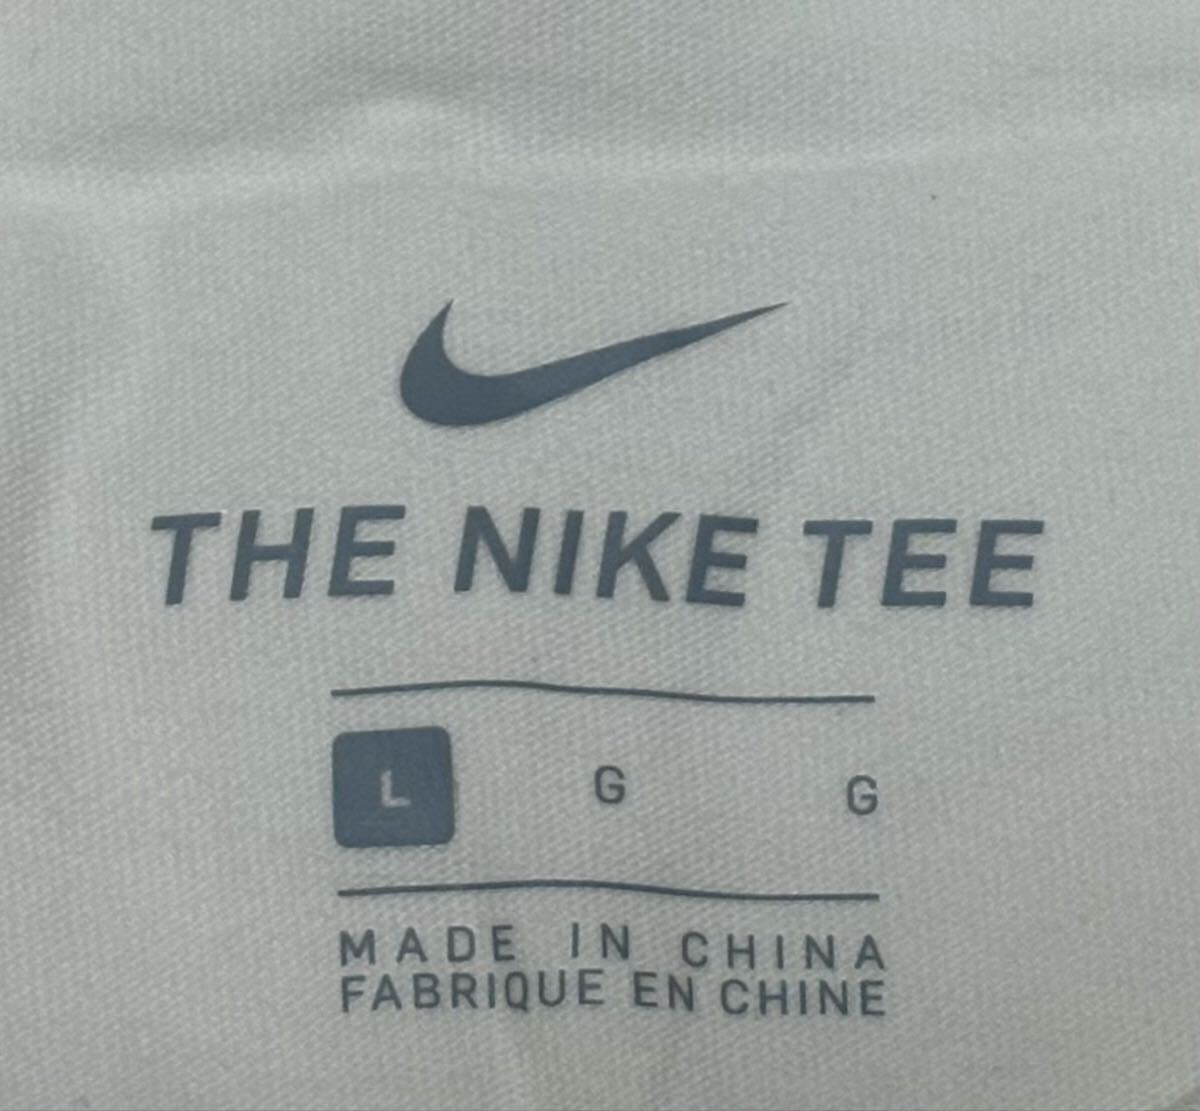 THE NIKE TEE
L G G
MADE IN CHINA
FABRIQUE EN CHINE